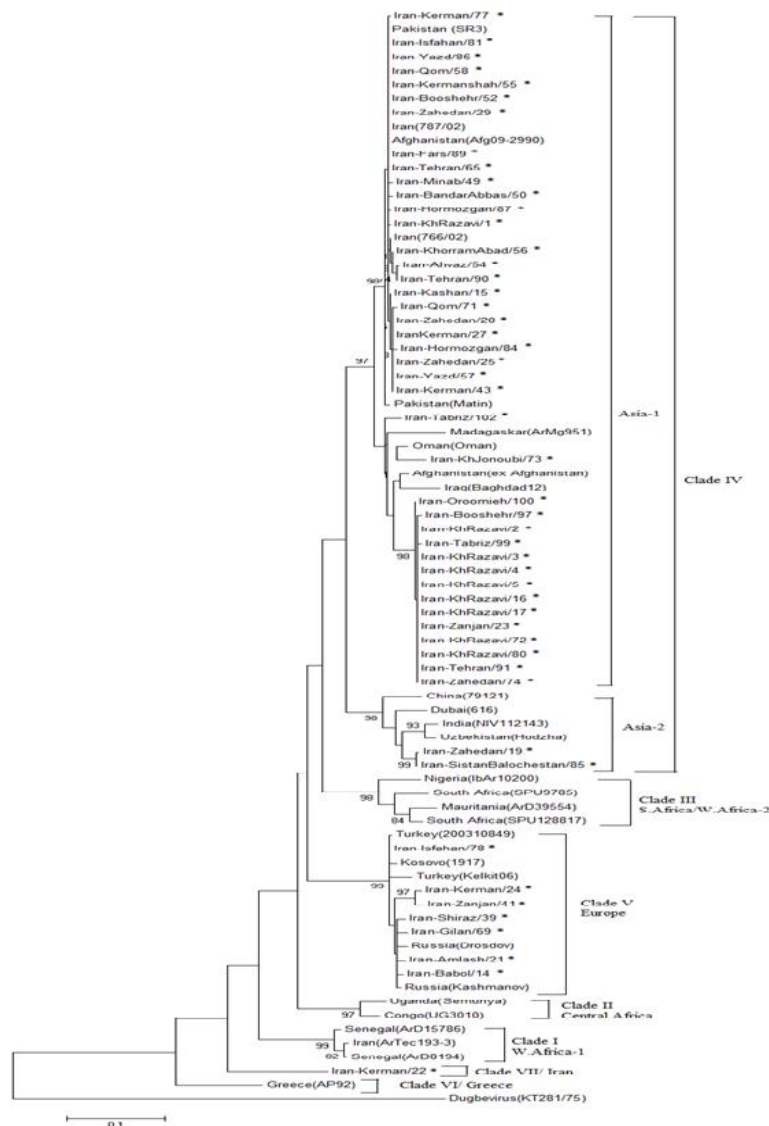 Iran-Kerman/77 *
Pakistan (SR3)
Iran-Isfahan/81 *
Iran-Yazd/86 *
Iran-Qom/58 *
Iran-Kermanshah/55 *
Iran-Booshehr/52 *
Iran-Zahedan/29 *
Iran(787/02)
Afghanistan(Afg09-2990)
Iran-Fars/89 *
Iran-Tehran/65 *
Iran-Minab/49 *
Iran-BandarAbbas/50 *
Iran-Hormozgan/87 *
Iran-KhRazavi/1 *
Iran(766/02)
Iran-KhorramAbad/56 *
Iran-Ahvaz/54 *
98
Iran-Tehran/90 *
Iran-Kashan/15 *
Iran-Qom/71 *
Iran-Zahedan/20 *
IranKerman/27 *
Iran-Hormozgan/84 *
97
Iran-Zahedan/25 *
Iran-Yazd/57 *
Iran-Kerman/43 *
Pakistan(Matin)
Asia-1
Iran-Tabriz/102 *
Madagaskar(ArMg951)
Oman(Oman)
Iran-KhJonoubi/73 *
Afghanistan(ex Afghanistan)
Clade IV
Iraq(Baghdad12)
Iran-Oroomieh/100 *
Iran-Booshehr/97 *
Iran-KhRazavi/2 *
Iran-Tabriz/99 *
98
Iran-KhRazavi/3 *
Iran-KhRazavi/4 *
Iran-KhRazavi/5 *
Iran-KhRazavi/16 *
Iran-KhRazavi/17 *
Iran-Zanjan/23 *
Iran-KhRazavi/72 *
Iran-KhRazavi/80 *
Iran-Tehran/91 *
Iran-Zahedan/74 *
China(79121)
Dubai(616)
90
93
India(NIV112143)
Asia-2
Uzbekistan(Hodzha)
Iran-Zahedan/19 *
99
Iran-SistanBalochestan/85 *
Nigeria(IbAr10200)
98
South Africa(SPU9785)
Clade III
Mauritania(ArD39554)
S.Africa/W.Africa-2
84
South Africa(SPU128817)
Turkey(200310849)
Iran-Isfahan/78 *
Kosovo(1917)
Turkey(Kelkit06)
99
97
Iran-Kerman/24 *
Iran-Zanjan/41 *
Clade V
Europe
Iran-Shiraz/39 *
Iran-Gilan/69 *
Russia(Drosdov)
Iran-Amlash/21 *
Iran-Babol/14 *
Russia(Kashmanov)
Uganda(Semunya)
Clade II
97
Congo(UG3010)
Central Africa
Senegal(ArD15786)
99
Iran(ArTec193-3)
Clade I
W.Africa-1
82
Senegal(ArD8194)
Iran-Kerman/22 *
Clade VII/ Iran
Greece(AP92)
Clade VI/ Greece
Dugbevirus(KT281/75)
0.1